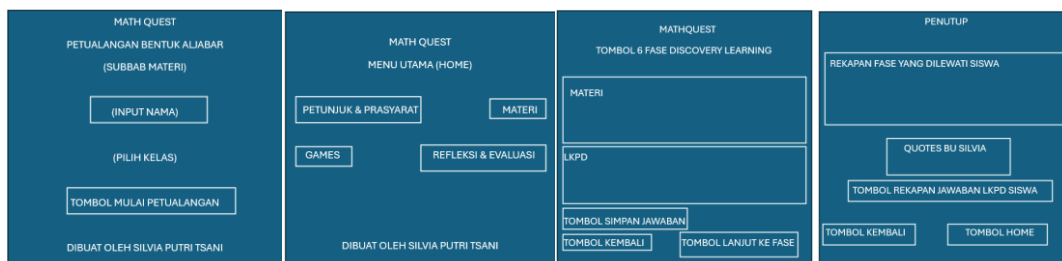 MATH QUEST
PETUALANGAN BENTUK ALJABAR
(SUBBAB MATERI)
(INPUT NAMA)
(PILIH KELAS)
TOMBOL MULAI PETUALANGAN
DIBUAT OLEH SILVIA PUTRI TSANI
MATH QUEST
MENU UTAMA (HOME)
PETUNJUK & PRASYARAT
MATERI
GAMES
REFLEKSI & EVALUASI
DIBUAT OLEH SILVIA PUTRI TSANI
MATHQUEST
TOMBOL 6 FASE DISCOVERY LEARNING
MATERI
LKPD
TOMBOL SIMPAN JAWABAN
TOMBOL KEMBALI
TOMBOL LANJUT KE FASE
PENUTUP
REKAPAN FASE YANG DILEWATI SISWA
QUOTES BU SILVIA
TOMBOL REKAPAN JAWABAN LKPD SISWA
TOMBOL KEMBALI
TOMBOL HOME